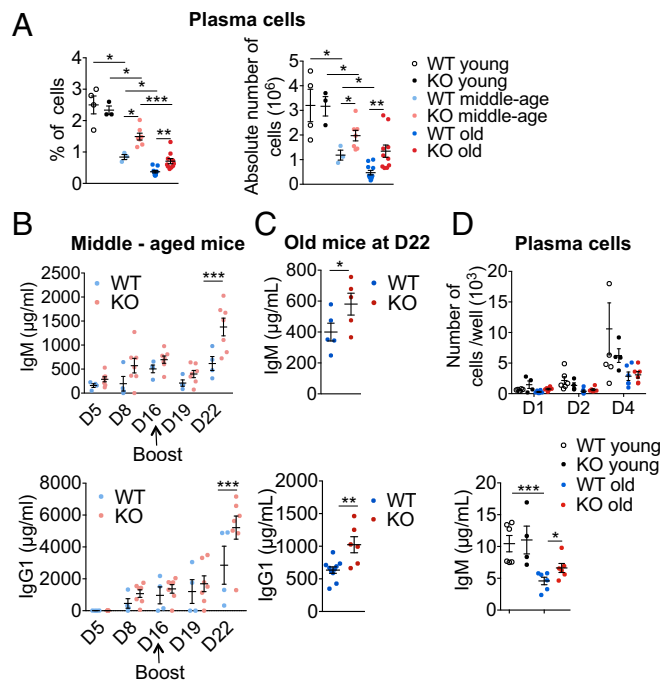 A
Plasma cells
% of cells
3
2
1
0
*
*
*
***
*
**
Absolute number of
cells (10⁶)
5
4
3
2
1
0
*
*
*
*
**
WT young
KO young
WT middle-age
KO middle-age
WT old
KO old
B
Middle - aged mice
IgM (µg/ml)
2500
2000
1500
1000
500
0
WT
KO
***
D5
D8
D16
D19
D22
Boost
IgG1 (µg/ml)
8000
6000
4000
2000
0
WT
KO
***
D5
D8
D16
D19
D22
Boost
C
Old mice at D22
IgM (µg/mL)
800
600
400
200
0
*
WT
KO
IgG1 (µg/mL)
2000
1500
1000
500
0
**
WT
KO
D
Plasma cells
Number of
cells /well (10³)
20
15
10
5
0
D1
D2
D4
WT young
KO young
WT old
KO old
IgM (µg/mL)
20
15
10
5
0
***
*